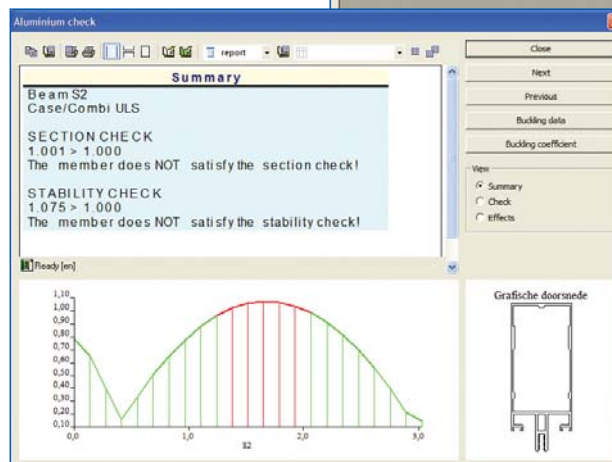 Aluminium check
report
Summary
Beam S2
Case/Combi ULS
SECTION CHECK
1.001 > 1.000
The member does NOT satisfy the section check!
STABILITY CHECK
1.075 > 1.000
The member does NOT satisfy the stability check!
Ready [en]
Close
Next
Previous
Buckling data
Buckling coefficient
View
Summary
Check
Effects
1,10
1,00
0,90
0,80
0,70
0,60
0,50
0,40
0,30
0,20
0,10
0,0
1,0
2,0
3,0
S2
Grafische doorsnede